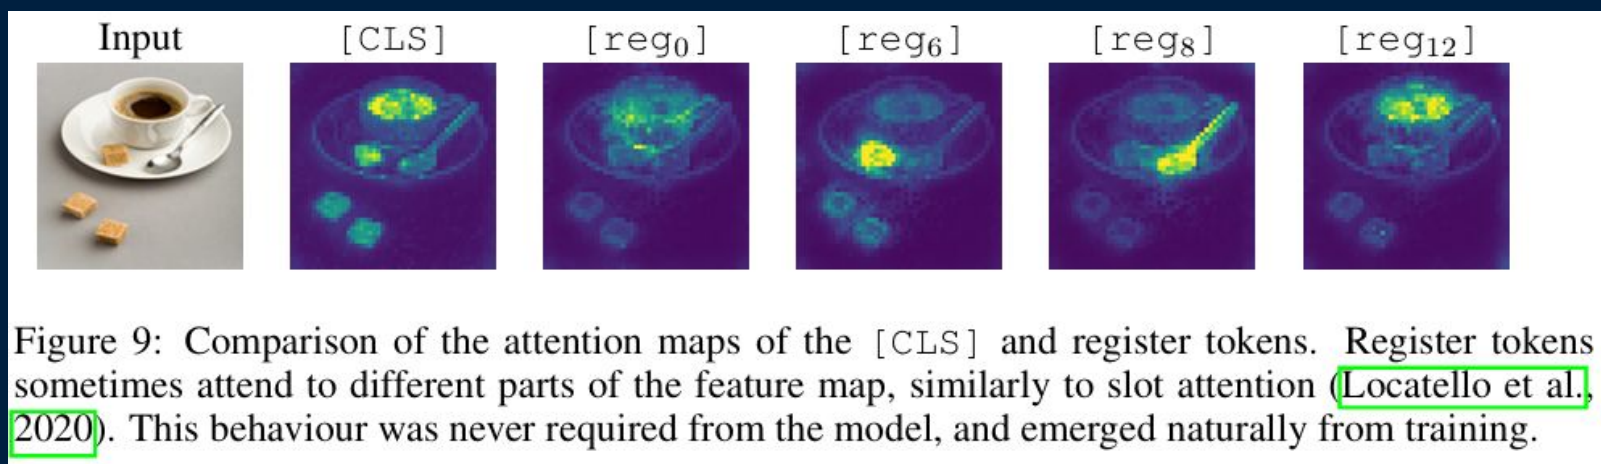 Input [CLS] [reg₀] [reg₆] [reg₈] [reg₁₂]
Figure 9: Comparison of the attention maps of the [CLS] and register tokens. Register tokens
sometimes attend to different parts of the feature map, similarly to slot attention (Locatello et al.,
2020). This behaviour was never required from the model, and emerged naturally from training.